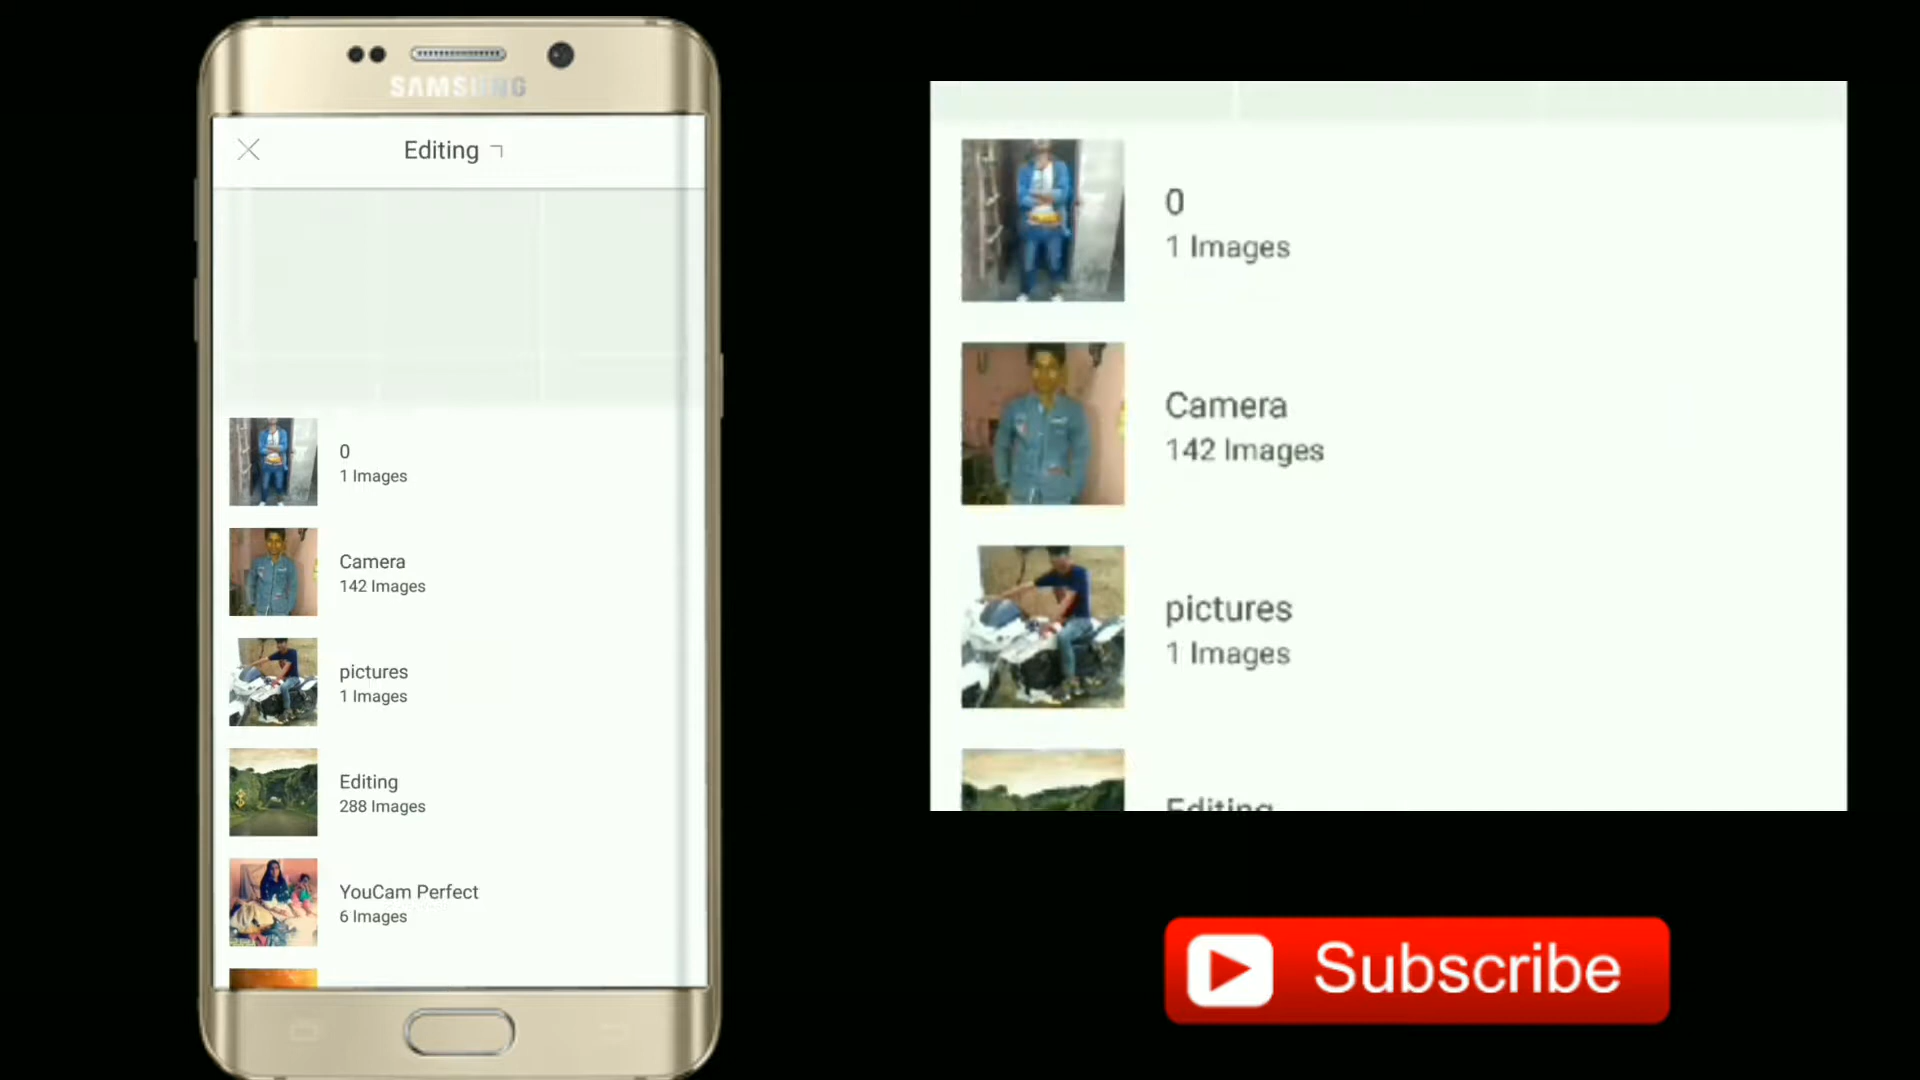 SAMSUNG
Editing
0
1 Images
Camera
142 Images
pictures
1 Images
Editing
288 Images
YouCam Perfect
6 Images
0
1 Images
Camera
142 Images
pictures
1 Images
Editing
Subscribe